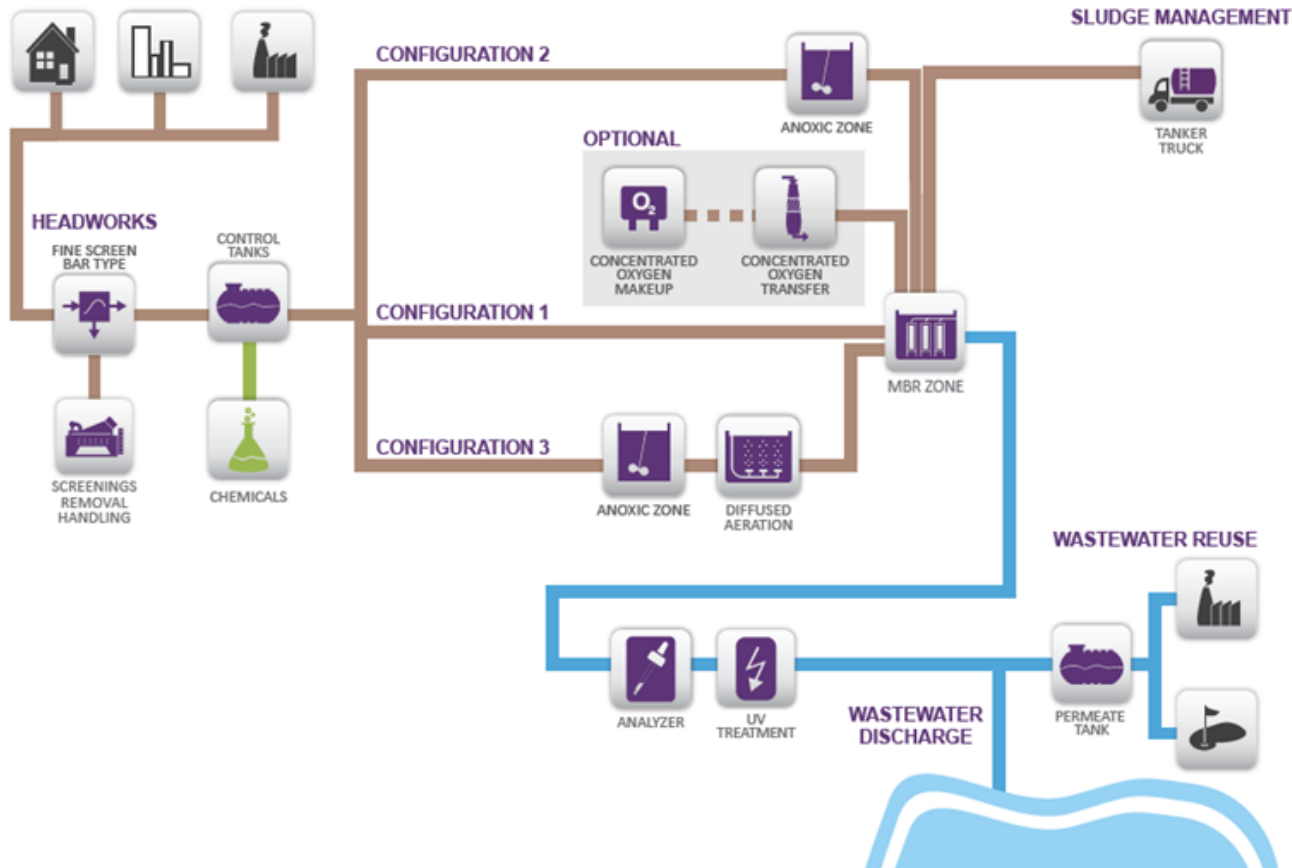 SLUDGE MANAGEMENT
CONFIGURATION 2
ANOXIC ZONE
TANKER
TRUCK
OPTIONAL
O2
CONCENTRATED
OXYGEN
MAKEUP
CONCENTRATED
OXYGEN
TRANSFER
HEADWORKS
FINE SCREEN
BAR TYPE
CONTROL
TANKS
CONFIGURATION 1
MBR ZONE
SCREENINGS
REMOVAL
HANDLING
CHEMICALS
CONFIGURATION 3
ANOXIC ZONE
DIFFUSED
AERATION
WASTEWATER REUSE
ANALYZER
UV
TREATMENT
WASTEWATER
DISCHARGE
PERMEATE
TANK